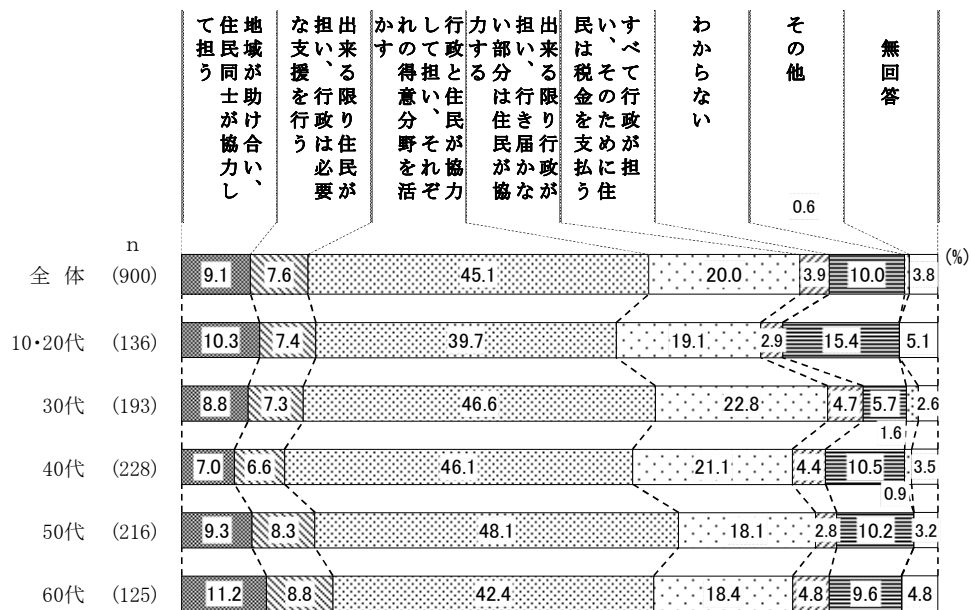 地域が助け合い、
住民同士が協力し
て担う
出来る限り住民が
担い、行政は必要
な支援を行う
行政と住民が協力
して担い、それぞ
れの得意分野を活
かす
出来る限り行政が
担い、行き届かな
い部分は住民が協
力する
すべて行政が担
い、そのために住
民は税金を支払う
わからない
その他
無回答
0.6
n
(%)
全 体 (900) 9.1 7.6 45.1 20.0 3.9 10.0 3.8
10・20代 (136) 10.3 7.4 39.7 19.1 2.9 15.4 5.1
30代 (193) 8.8 7.3 46.6 22.8 4.7 5.7 2.6
1.6
40代 (228) 7.0 6.6 46.1 21.1 4.4 10.5 3.5
0.9
50代 (216) 9.3 8.3 48.1 18.1 2.8 10.2 3.2
60代 (125) 11.2 8.8 42.4 18.4 4.8 9.6 4.8